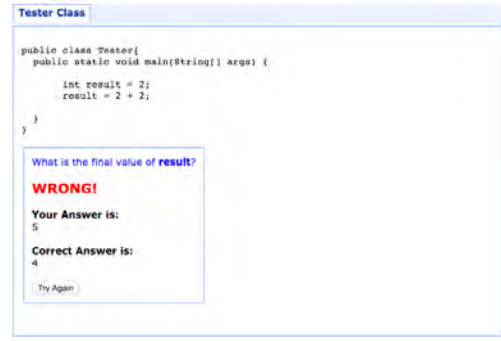 Tester Class
public class Tester{
public static void main(String[] args) {
int result = 2;
result = 2 + 2;
}
}
What is the final value of result?
WRONG!
Your Answer is:
5
Correct Answer is:
4
Try Again